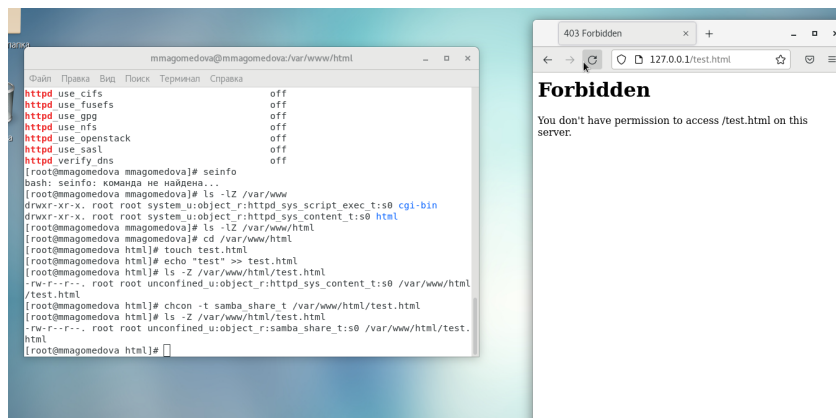 mmagomedova@mmagomedova:/var/www/html
Файл Правка Вид Поиск Терминал Справка
httpd_use_cifs off
httpd_use_fusefs off
httpd_use_gpg off
httpd_use_nfs off
httpd_use_openstack off
httpd_use_sasl off
httpd_verify_dns off
[root@mmagomedova mmagomedova]# seinfo
bash: seinfo: команда не найдена...
[root@mmagomedova mmagomedova]# ls -lZ /var/www
drwxr-xr-x. root root system_u:object_r:httpd_sys_script_exec_t:s0 cgi-bin
drwxr-xr-x. root root system_u:object_r:httpd_sys_content_t:s0 html
[root@mmagomedova mmagomedova]# ls -lZ /var/www/html
[root@mmagomedova mmagomedova]# cd /var/www/html
[root@mmagomedova html]# touch test.html
[root@mmagomedova html]# echo "test" >> test.html
[root@mmagomedova html]# ls -Z /var/www/html/test.html
-rw-r--r--. root root unconfined_u:object_r:httpd_sys_content_t:s0 /var/www/html
/test.html
[root@mmagomedova html]# chcon -t samba_share_t /var/www/html/test.html
[root@mmagomedova html]# ls -Z /var/www/html/test.html
-rw-r--r--. root root unconfined_u:object_r:samba_share_t:s0 /var/www/html/test.
html
[root@mmagomedova html]#
403 Forbidden
127.0.0.1/test.html
Forbidden
You don't have permission to access /test.html on this
server.